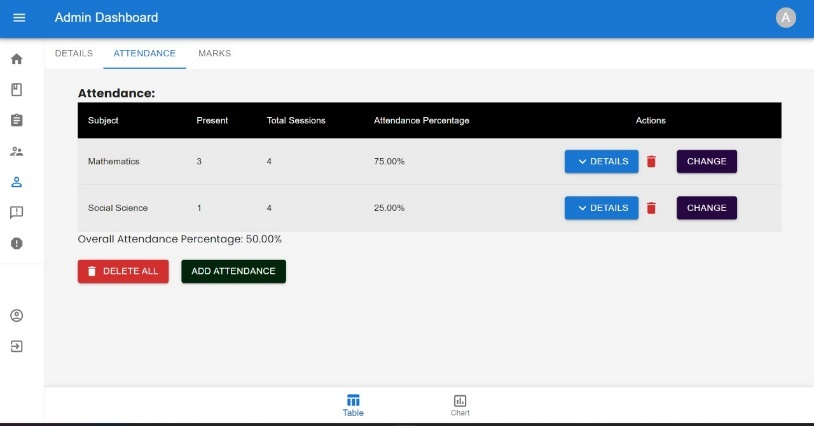 Admin Dashboard
A
DETAILS ATTENDANCE MARKS
Attendance:
Subject Present Total Sessions Attendance Percentage Actions
Mathematics 3 4 75.00% DETAILS CHANGE
Social Science 1 4 25.00% DETAILS CHANGE
Overall Attendance Percentage: 50.00%
DELETE ALL ADD ATTENDANCE
Table Chart